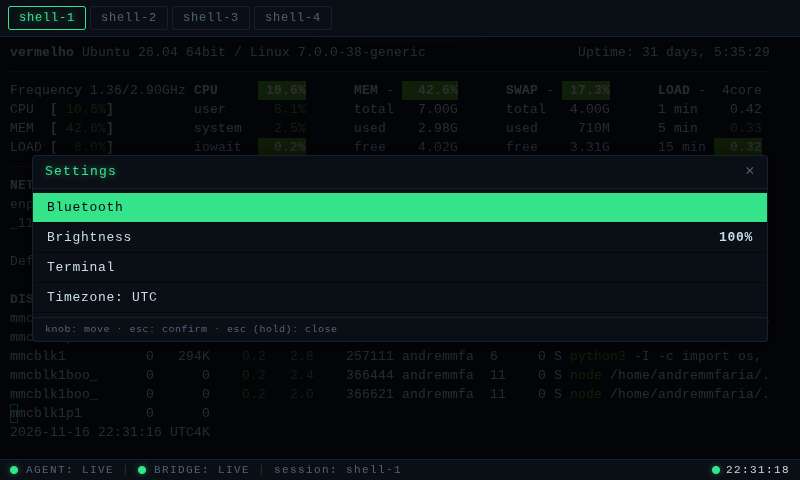 shell-1 shell-2 shell-3 shell-4
vermelho Ubuntu 26.04 64bit / Linux 7.0.0-38-generic Uptime: 31 days, 5:35:29
Frequency 1.36/2.90GHz CPU 10.6% MEM - 42.6% SWAP - 17.3% LOAD - 4core
CPU [ 10.6%] user 8.1% total 7.00G total 4.00G 1 min 0.42
MEM [ 42.6%] system 2.5% used 2.98G used 710M 5 min 0.33
LOAD [ 8.0%] iowait 0.2% free 4.02G free 3.31G 15 min 0.32
Settings ×
Bluetooth
Brightness 100%
Terminal
Timezone: UTC
knob: move · esc: confirm · esc (hold): close
mmcblk1 0 294K 0.2 2.8 257111 andremmfa 6 0 S python3 -I -c import os,
mmcblk1boo_ 0 0 0.2 2.4 366444 andremmfa 11 0 S node /home/andremmfaria/.
mmcblk1boo_ 0 0 0.2 2.0 366621 andremmfa 11 0 S node /home/andremmfaria/.
mmcblk1p1 0 0
2026-11-16 22:31:16 UTC4K
AGENT: LIVE | BRIDGE: LIVE | session: shell-1 22:31:18